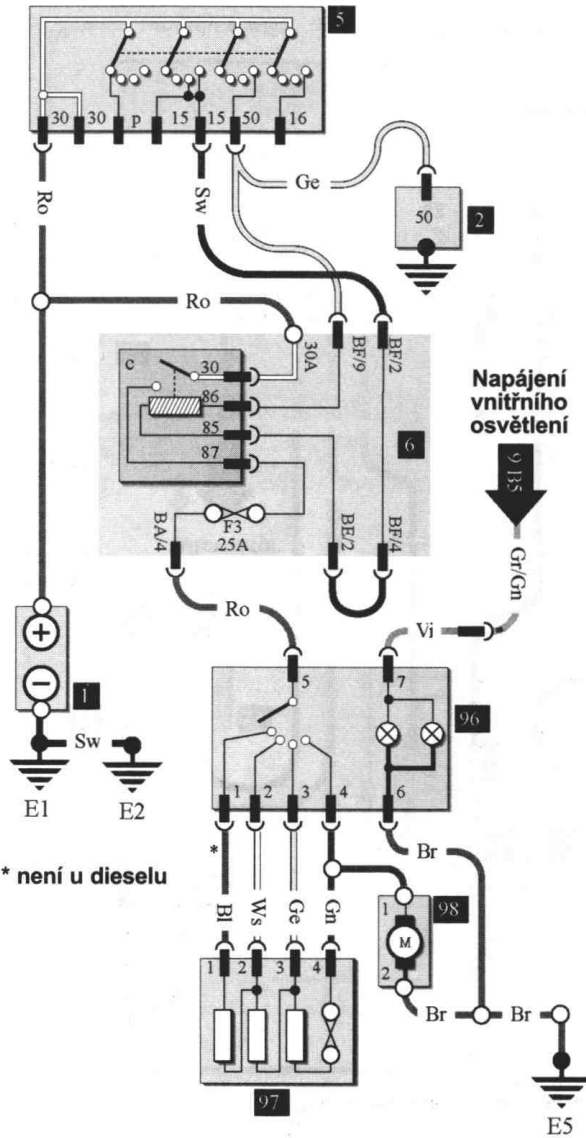 5
30 30 p 15 15 50 16
Ro
Sw
Ge
50
2
Ro
30A
BF/9
BF/2
c
30
86
85
87
6
Napájení
vnitřního
osvětlení
9 1B5
BA/4
F3
25A
BE/2
BF/4
Gr/Gn
Ro
Vi
5
7
96
1
Sw
E1
E2
1 2 3 4 6
*
* není u dieselu
Br
Bl
Ws
Ge
Gn
1
98
M
2
1 2 3 4
Br
Br
97
E5